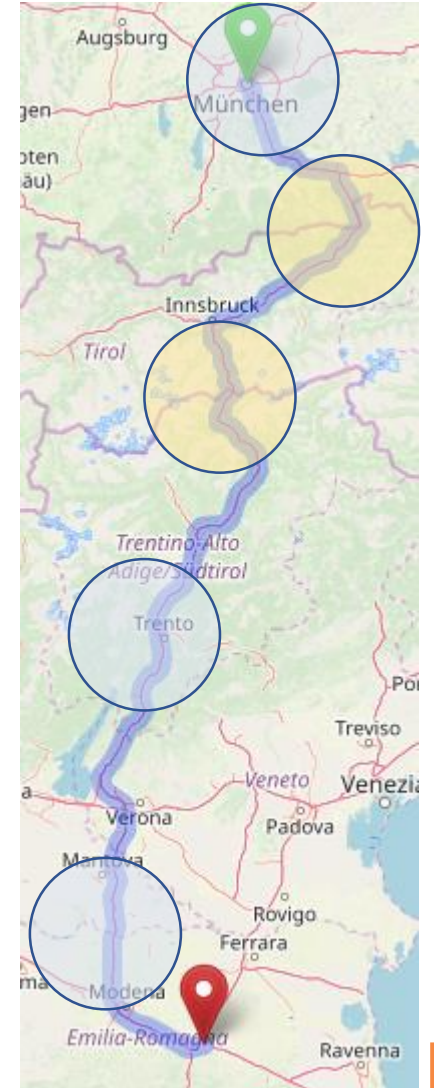 Augsburg
München
gen
oten
äu)
Innsbruck
Tirol
Trentino-Alto
Adige/Südtirol
Trento
Po
Treviso
Veneto
Venezia
a
Verona
Padova
Mantova
Rovigo
Ferrara
ma
Modena
Emilia-Romagna
Ravenna